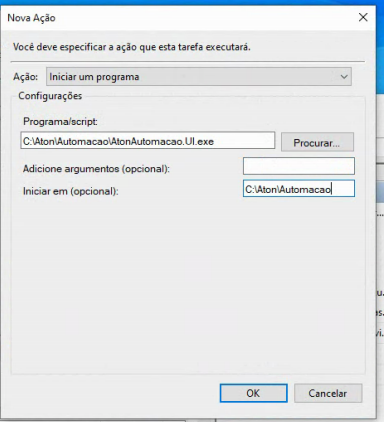 Nova Ação
Você deve especificar a ação que esta tarefa executará.
Ação: Iniciar um programa
Configurações
Programa/script:
C:\Aton\Automacao\AtonAutomacao.UI.exe Procurar...
Adicione argumentos (opcional):
Iniciar em (opcional): C:\Aton\Automacao
OK Cancelar